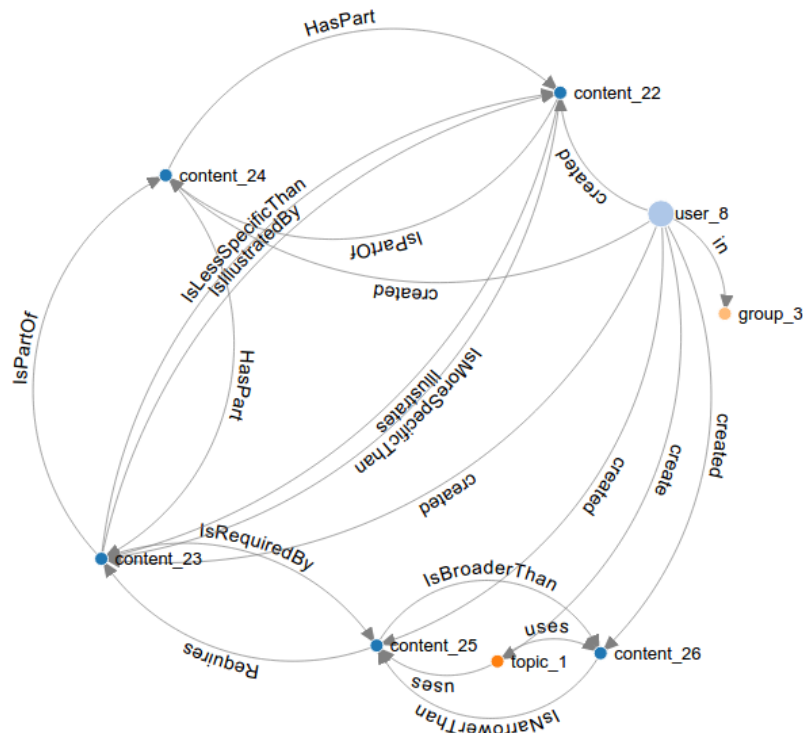 HasPart
content_22
content_24
created
user_8
in
IsPartOf
group_3
created
IsLessSpecificThan
IsIllustratedBy
IsPartOf
HasPart
Illustrates
IsMoreSpecificThan
created
created
create
created
IsRequiredBy
content_23
IsBroaderThan
uses
content_25
topic_1
content_26
Requires
uses
IsNarrowerThan